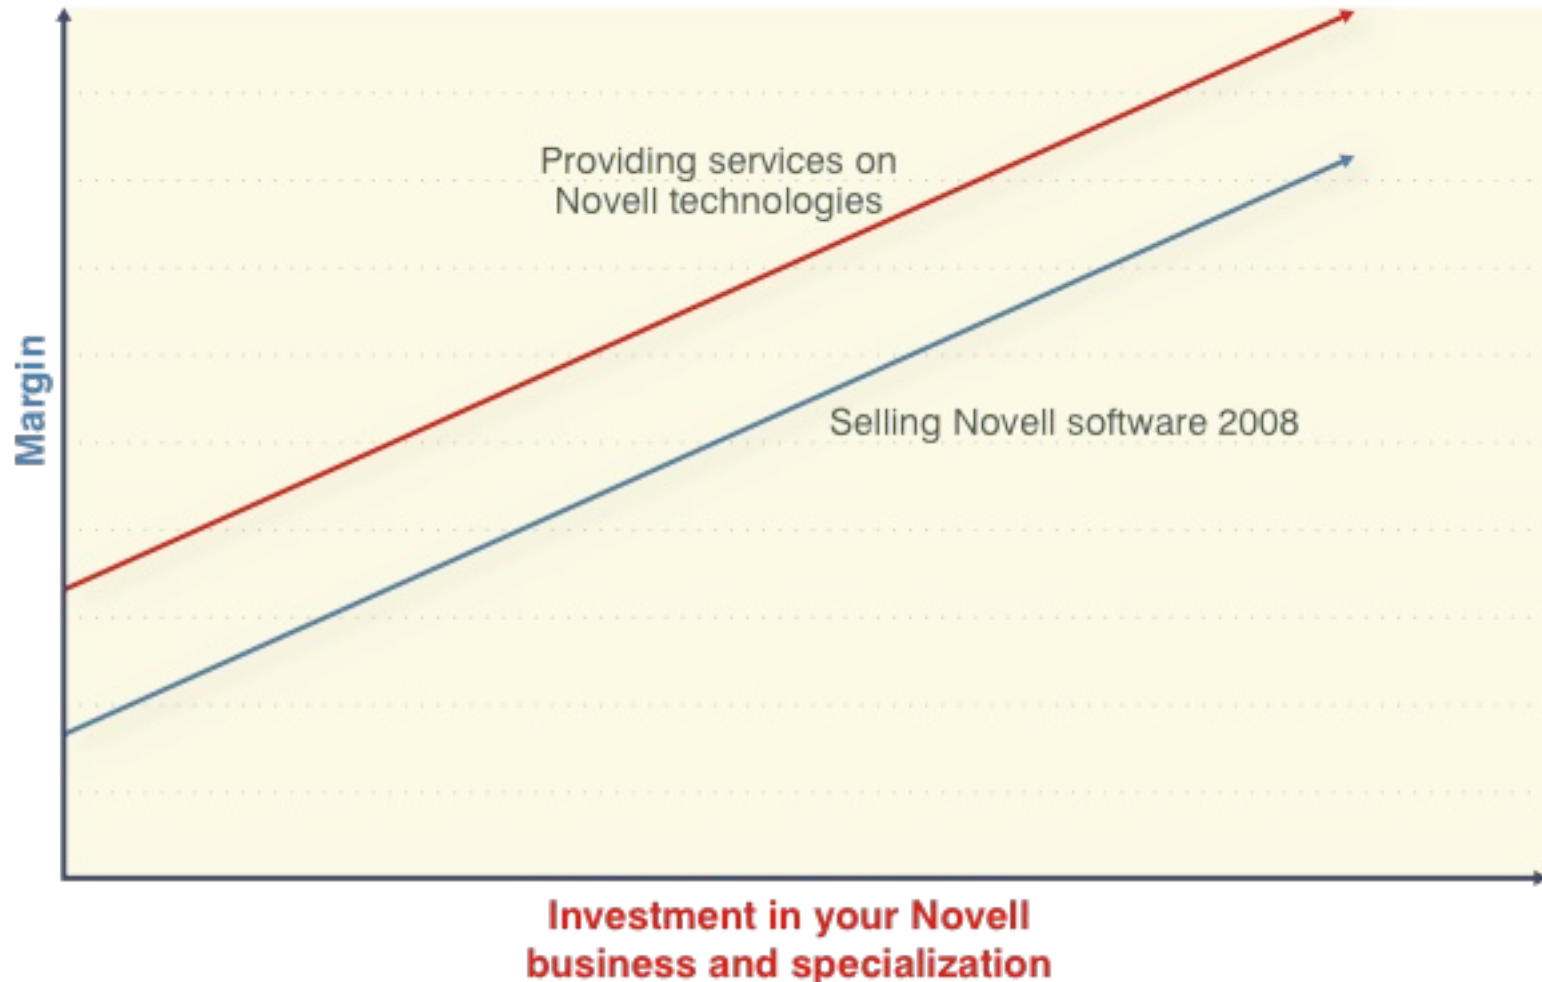 Providing services on
Novell technologies
Selling Novell software 2008
Margin
Investment in your Novell
business and specialization